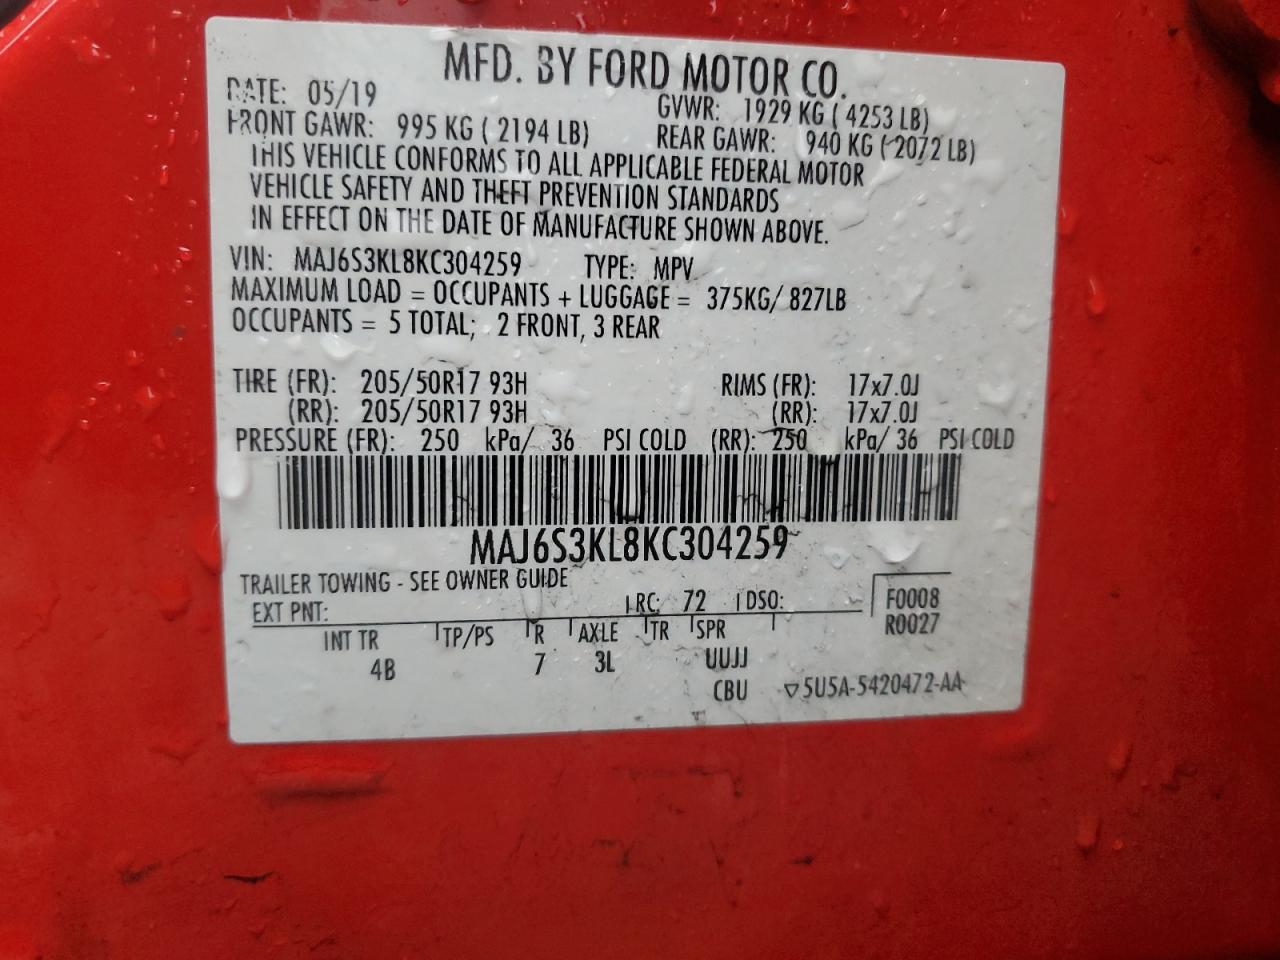 MFD. BY FORD MOTOR CO.
DATE: 05/19 GVWR: 1929 KG ( 4253 LB)
FRONT GAWR: 995 KG ( 2194 LB) REAR GAWR: 940 KG ( 2072 LB)
THIS VEHICLE CONFORMS TO ALL APPLICABLE FEDERAL MOTOR
VEHICLE SAFETY AND THEFT PREVENTION STANDARDS
IN EFFECT ON THE DATE OF MANUFACTURE SHOWN ABOVE.
VIN: MAJ6S3KL8KC304259 TYPE: MPV
MAXIMUM LOAD = OCCUPANTS + LUGGAGE = 375KG/ 827LB
OCCUPANTS = 5 TOTAL; 2 FRONT, 3 REAR
TIRE (FR): 205/50R17 93H RIMS (FR): 17x7.0J
(RR): 205/50R17 93H (RR): 17x7.0J
PRESSURE (FR): 250 kPa/ 36 PSI COLD (RR): 250 kPa/ 36 PSI COLD
MAJ6S3KL8KC304259
TRAILER TOWING - SEE OWNER GUIDE
EXT PNT: RC: 72 DSO: F0008
R0027
INT TR TP/PS R AXLE TR SPR
4B 7 3L UUJJ
CBU 5U5A-5420472-AA